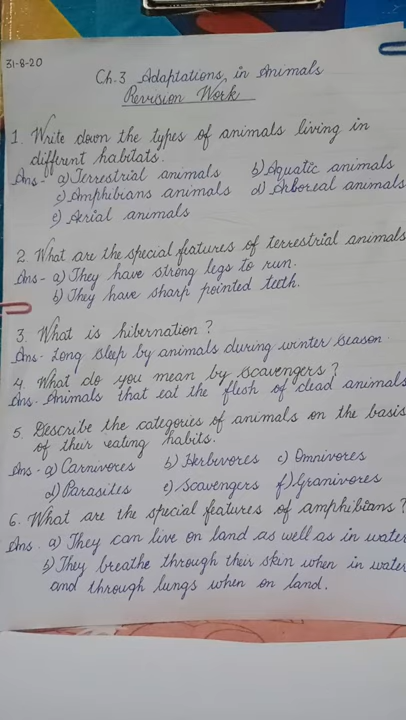 31-8-20
Ch.3 Adaptations in Animals
Revision Work
1. Write down the types of animals living in
different habitats.
Ans- a) Terrestrial animals b) Aquatic animals
c) Amphibians animals d) Arboreal animals
e) Aerial animals
2. What are the special features of terrestrial animals
Ans- a) They have strong legs to run.
b) They have sharp pointed teeth.
3. What is hibernation?
Ans- Long sleep by animals during winter season.
4. What do you mean by scavengers?
Ans. Animals that eat the flesh of dead animals
5. Describe the categories of animals on the basis
of their eating habits.
Ans- a) Carnivores b) Herbivores c) Omnivores
d) Parasites e) Scavengers f) Granivores
6. What are the special features of amphibians?
Ans. a) They can live on land as well as in water
b) They breathe through their skin when in water
and through lungs when on land.